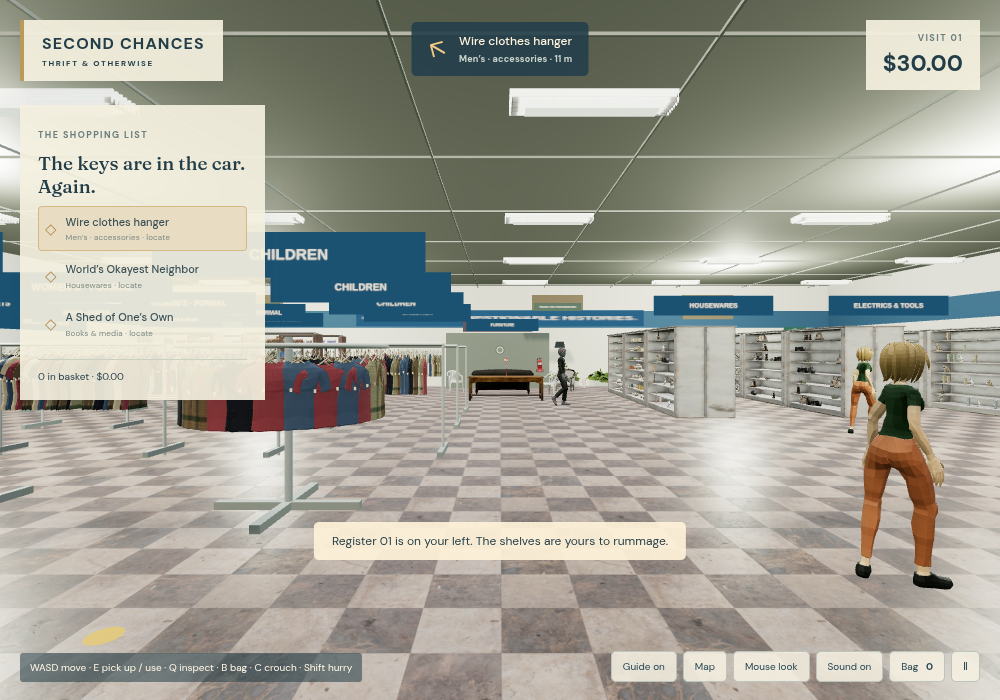 SECOND CHANCES
THRIFT & OTHERWISE
Wire clothes hanger
Men's · accessories · 11 m
VISIT 01
$30.00
THE SHOPPING LIST
The keys are in the car.
Again.
Wire clothes hanger
Men's · accessories · locate
World's Okayest Neighbor
Housewares · locate
A Shed of One's Own
Books & media · locate
0 in basket · $0.00
CHILDREN
CHILDREN
CHILDREN
FURNITURE
HOUSEWARES
ELECTRICS & TOOLS
Register 01 is on your left. The shelves are yours to rummage.
WASD move · E pick up / use · Q inspect · B bag · C crouch · Shift hurry
Guide on
Map
Mouse look
Sound on
Bag 0